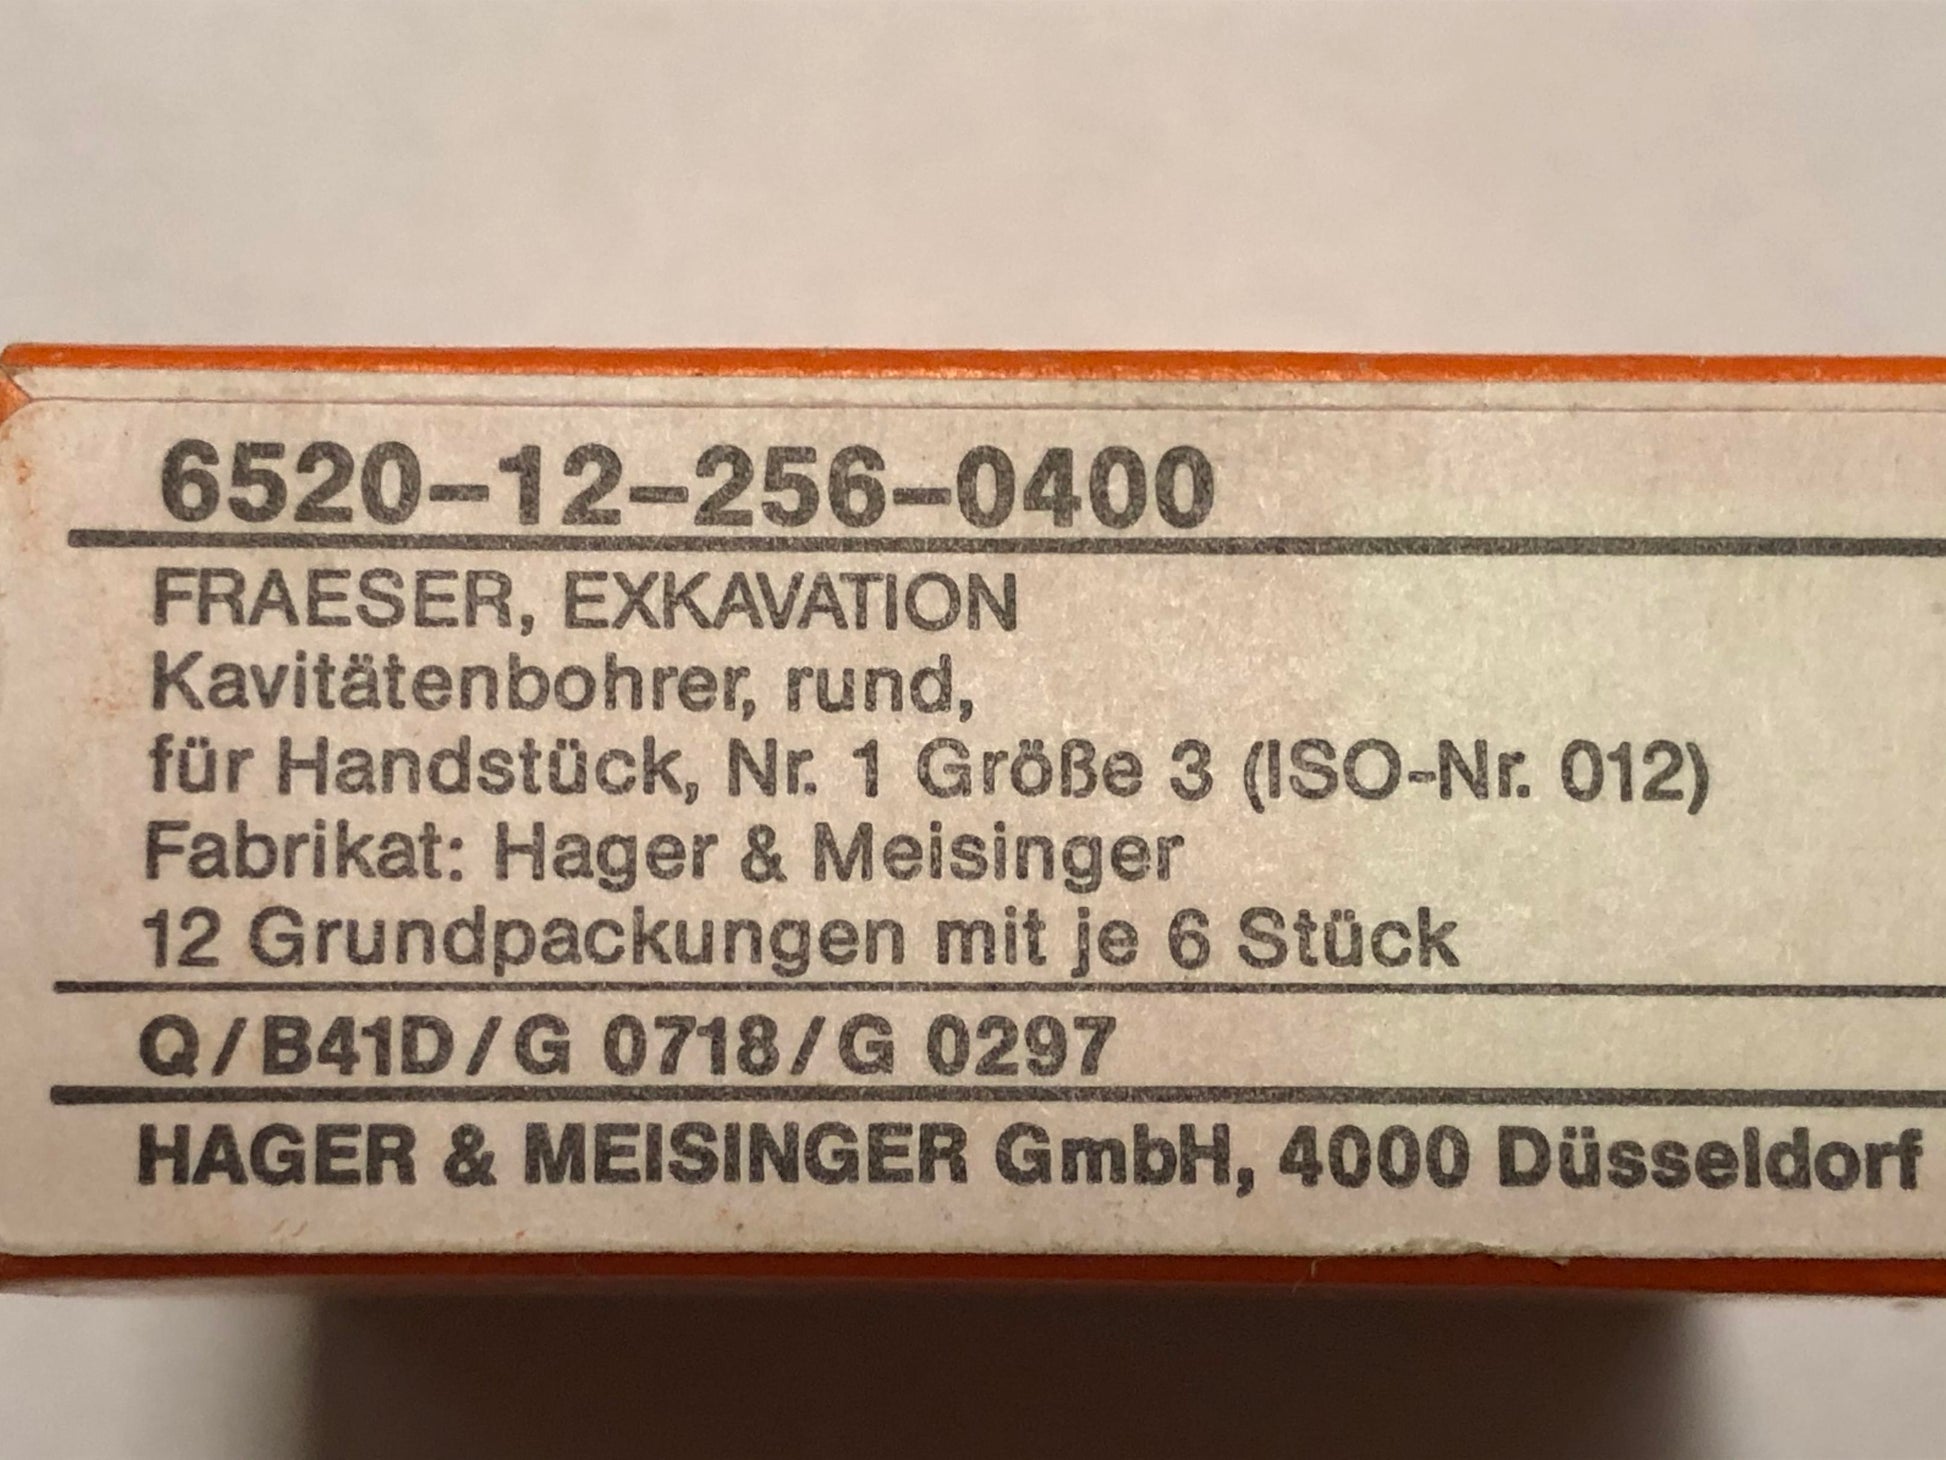 6520-12-256-0400
FRAESER, EXKAVATION
Kavitätenbohrer, rund,
für Handstück, Nr. 1 Größe 3 (ISO-Nr. 012)
Fabrikat: Hager & Meisinger
12 Grundpackungen mit je 6 Stück
Q/B41D/G 0718/G 0297
HAGER & MEISINGER GmbH, 4000 Düsseldorf